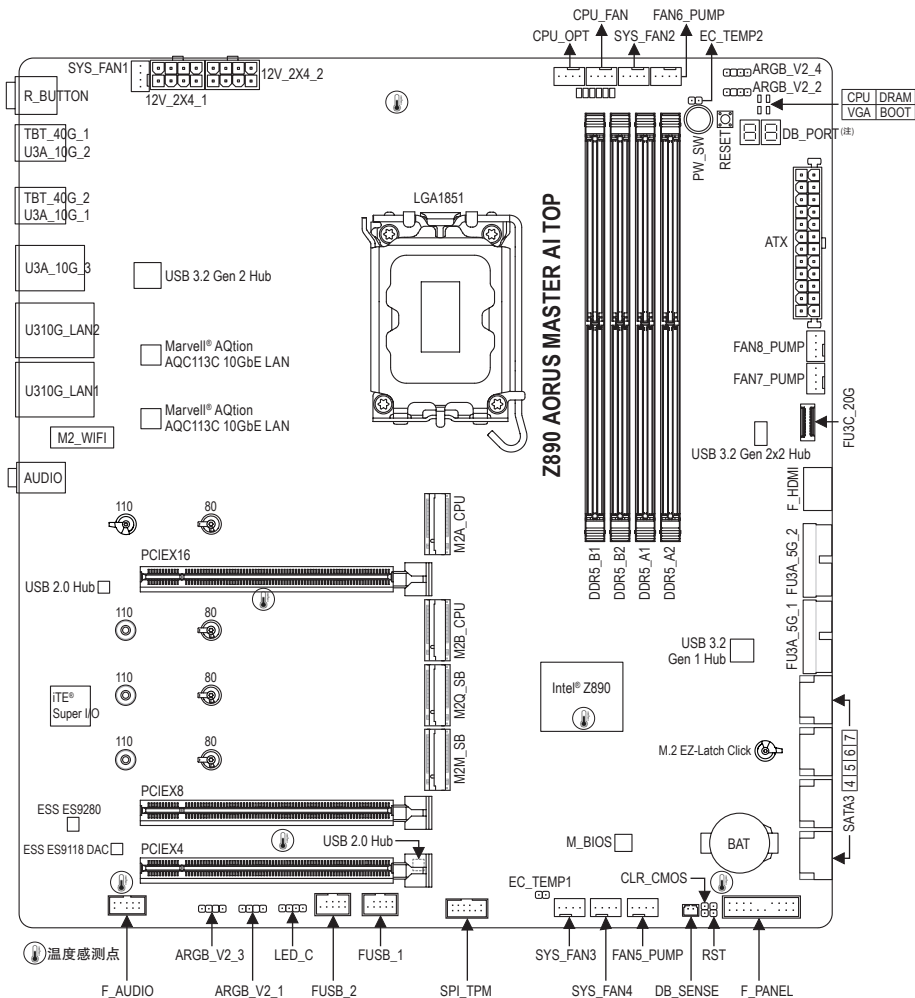 CPU_FAN
FAN6_PUMP
CPU_OPT
SYS_FAN2
EC_TEMP2
SYS_FAN1
12V_2X4_2
12V_2X4_1
ARGB_V2_4
ARGB_V2_2
CPU DRAM
VGA BOOT
R_BUTTON
TBT_40G_1
U3A_10G_2
PW_SW
RESET
DB_PORT(注)
TBT_40G_2
U3A_10G_1
LGA1851
ATX
U3A_10G_3
USB 3.2 Gen 2 Hub
Z890 AORUS MASTER AI TOP
U310G_LAN2
Marvell® AQtion
AQC113C 10GbE LAN
FAN8_PUMP
U310G_LAN1
FAN7_PUMP
Marvell® AQtion
AQC113C 10GbE LAN
FU3C_20G
M2_WIFI
USB 3.2 Gen 2x2 Hub
AUDIO
F_HDMI
110
80
M2A_CPU
DDR5_B1
DDR5_B2
DDR5_A1
DDR5_A2
FU3A_5G_2
PCIEX16
USB 2.0 Hub
110
80
M2B_CPU
FU3A_5G_1
USB 3.2
Gen 1 Hub
110
80
M2Q_SB
iTE®
Super I/O
Intel® Z890
110
80
M2M_SB
M.2 EZ-Latch Click
SATA3 4 5 6 7
PCIEX8
ESS ES9280
USB 2.0 Hub
ESS ES9118 DAC
PCIEX4
M_BIOS
BAT
EC_TEMP1
CLR_CMOS
温度感测点
ARGB_V2_3
LED_C
FUSB_1
SYS_FAN3
FAN5_PUMP
RST
F_AUDIO
ARGB_V2_1
FUSB_2
SPI_TPM
SYS_FAN4
DB_SENSE
F_PANEL